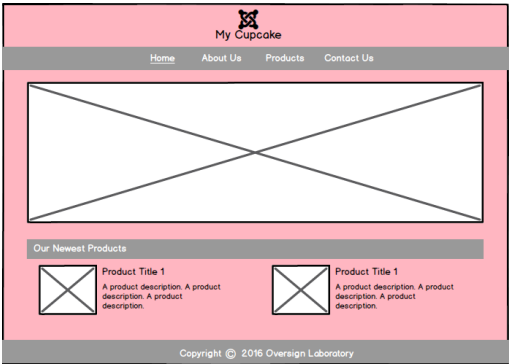 My Cupcake
Home About Us Products Contact Us
Our Newest Products
Product Title 1
A product description. A product
description. A product
description.
Product Title 1
A product description. A product
description. A product
description.
Copyright © 2016 Oversign Laboratory